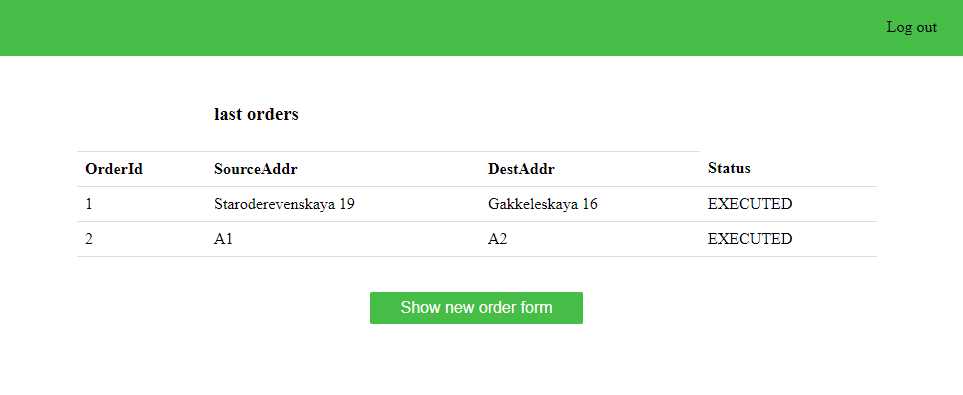 Log out
last orders
OrderId SourceAddr DestAddr Status
1 Staroderevenskaya 19 Gakkeleskaya 16 EXECUTED
2 A1 A2 EXECUTED
Show new order form